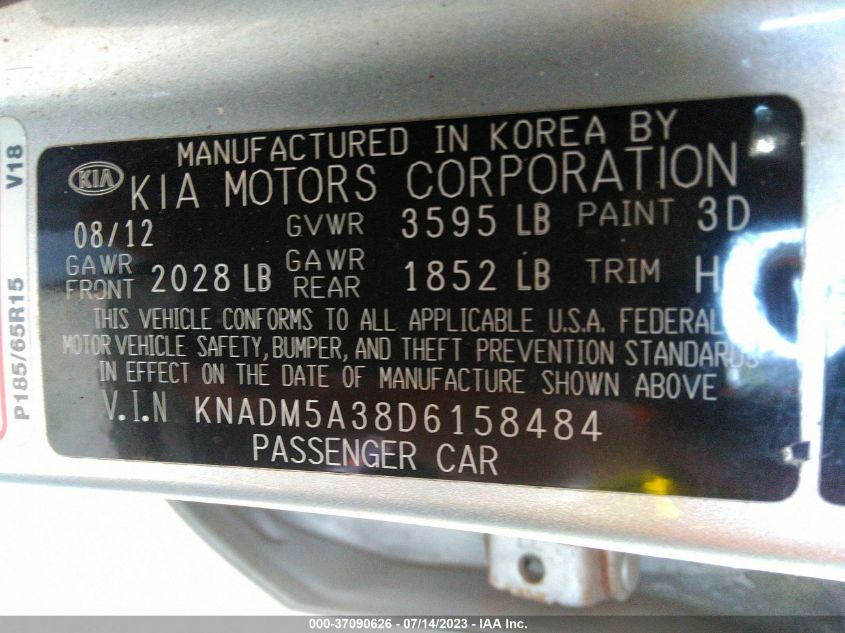 MANUFACTURED IN KOREA BY
KIA KIA MOTORS CORPORATION
08/12 GVWR 3595 LB PAINT 3D
GAWR FRONT 2028 LB GAWR REAR 1852 LB TRIM H
THIS VEHICLE CONFORMS TO ALL APPLICABLE U.S.A. FEDERAL
MOTOR VEHICLE SAFETY, BUMPER, AND THEFT PREVENTION STANDARDS
IN EFFECT ON THE DATE OF MANUFACTURE SHOWN ABOVE
V.I.N KNADM5A38D6158484
PASSENGER CAR
P185/65R15 V18
000-37090626 - 07/14/2023 - IAA Inc.